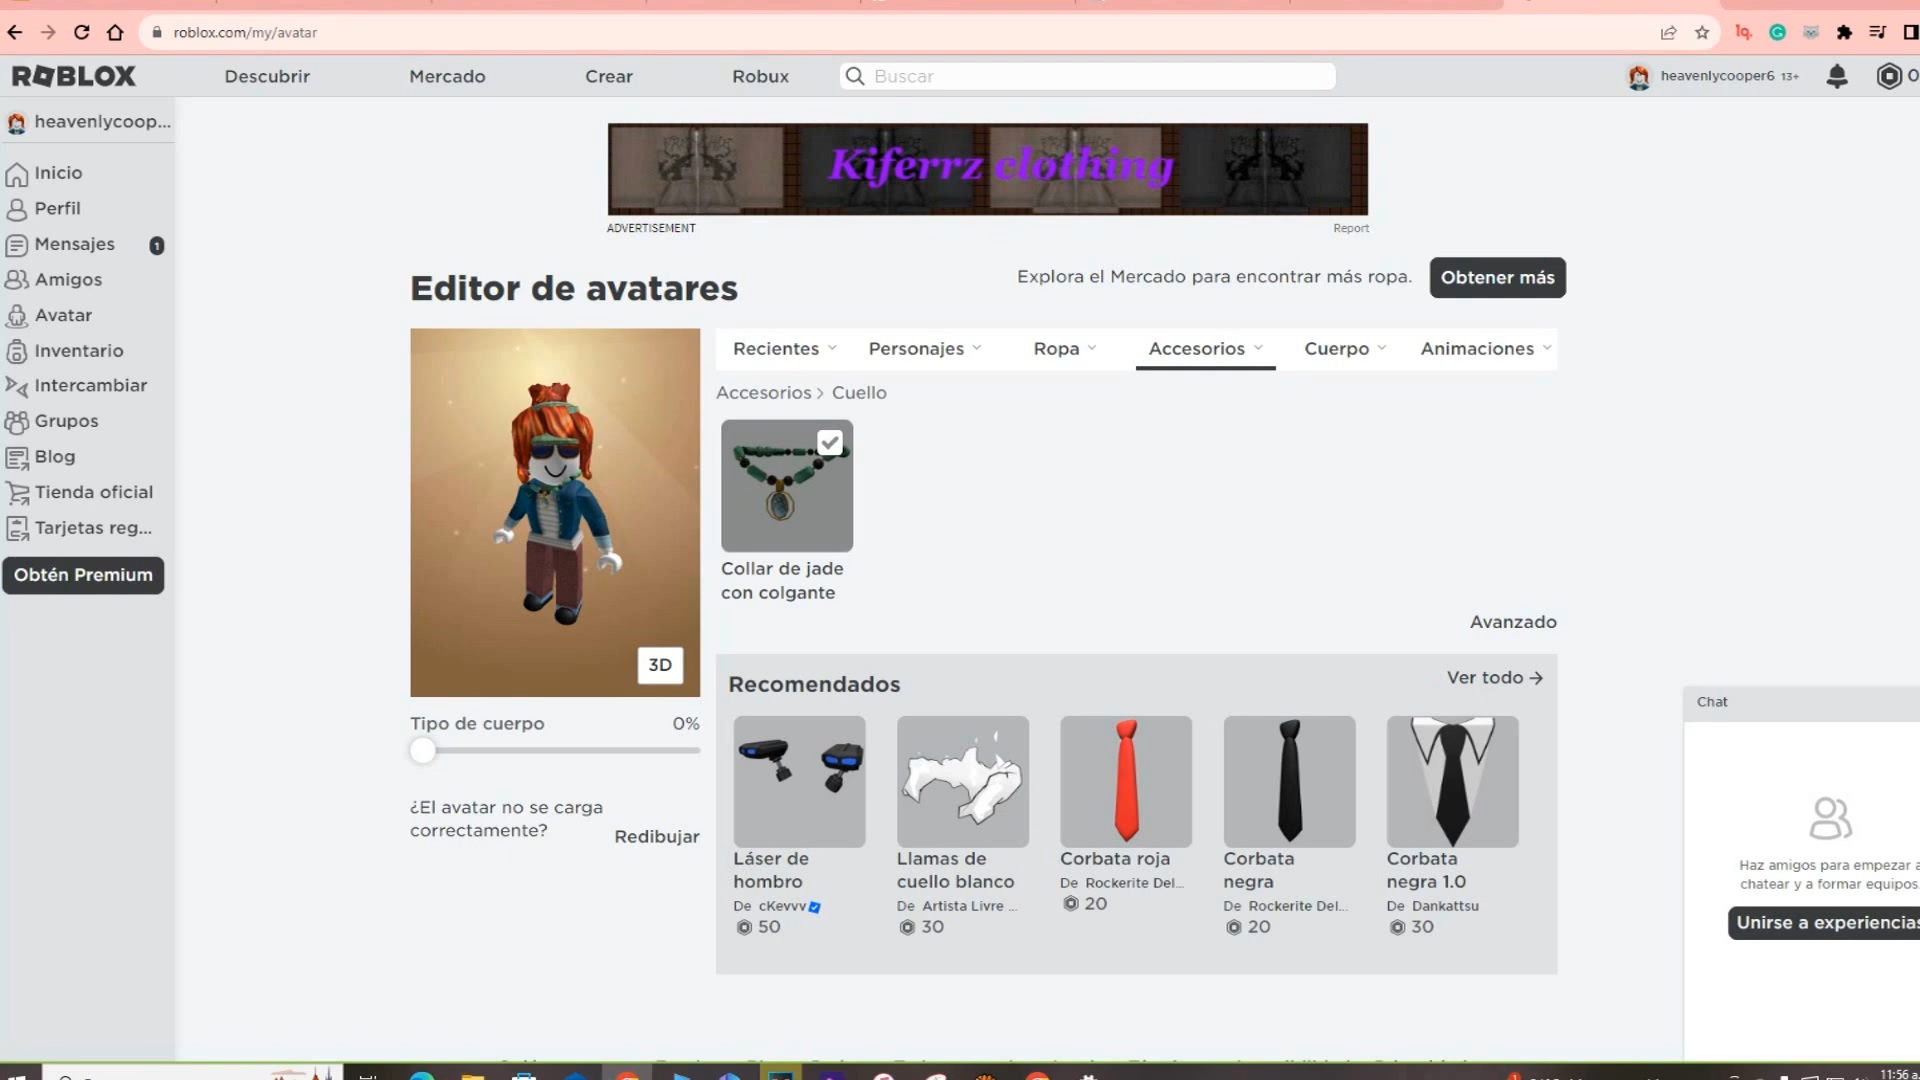 roblox.com/my/avatar
ROBLOX
Descubrir
Mercado
Crear
Robux
Buscar
heavenlycooper6 13+
0
heavenlycoop...
Inicio
Perfil
Mensajes 1
Amigos
Avatar
Inventario
Intercambiar
Grupos
Blog
Tienda oficial
Tarjetas reg...
Obtén Premium
Kiferrz clothing
ADVERTISEMENT
Report
Editor de avatares
Explora el Mercado para encontrar más ropa.
Obtener más
3D
Tipo de cuerpo 0%
¿El avatar no se carga
correctamente?
Redibujar
Recientes
Personajes
Ropa
Accesorios
Cuerpo
Animaciones
Accesorios > Cuello
Collar de jade
con colgante
Avanzado
Recomendados
Ver todo →
Láser de
hombro
De cKevvv
50
Llamas de
cuello blanco
De Artista Livre ...
30
Corbata roja
De Rockerite Del...
20
Corbata
negra
De Rockerite Del...
20
Corbata
negra 1.0
De Dankattsu
30
Chat
Haz amigos para empezar a
chatear y a formar equipos.
Unirse a experiencias
11:56 a.